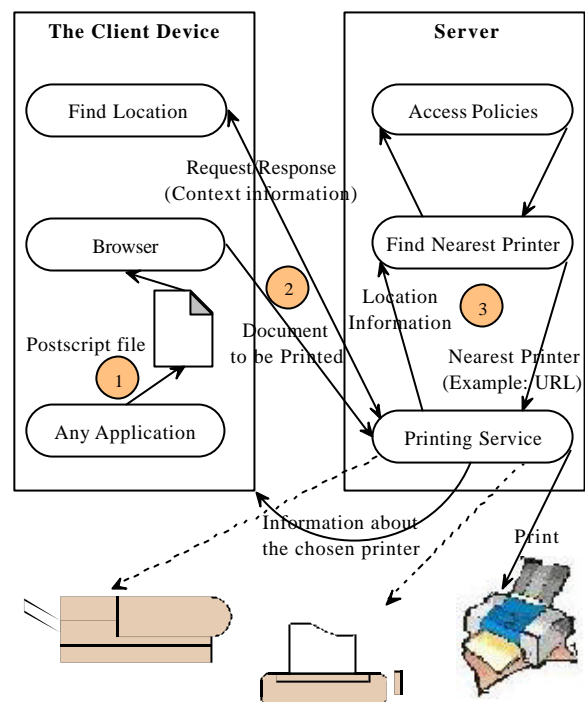 The Client Device
Server
Find Location
Access Policies
Request/Response
(Context information)
Browser
Find Nearest Printer
2
3
Location
Information
Document
to be Printed
Postscript file
1
Nearest Printer
(Example: URL)
Any Application
Printing Service
Information about
the chosen printer
Print